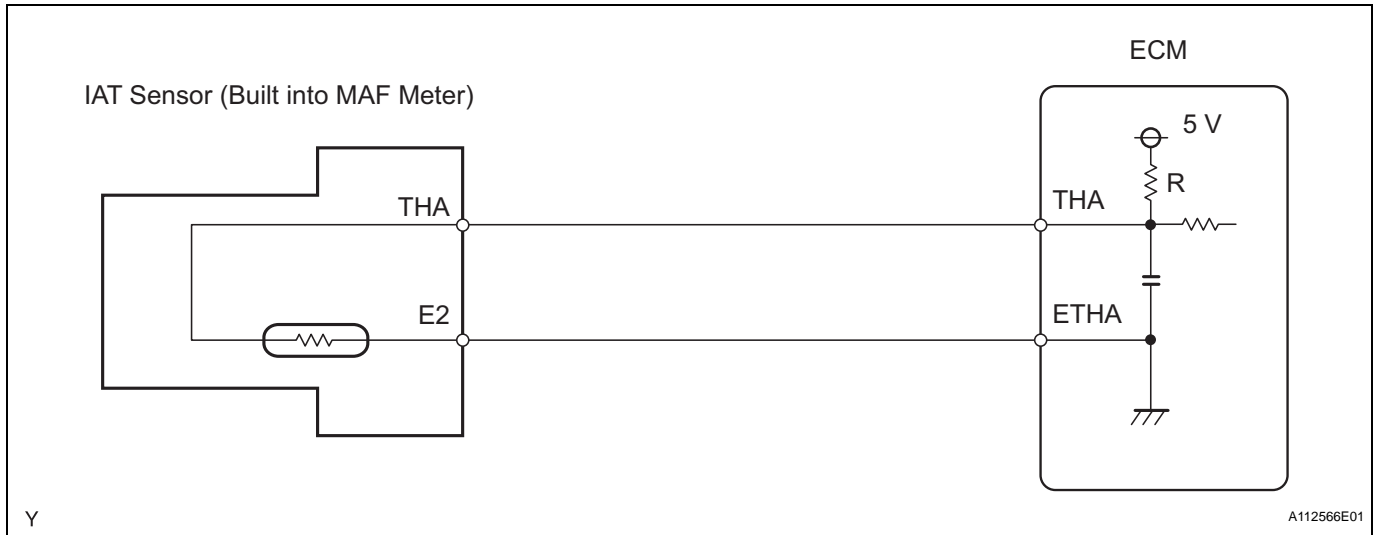 ECM
IAT Sensor (Built into MAF Meter)
5 V
R
THA
THA
E2
ETHA
Y
A112566E01